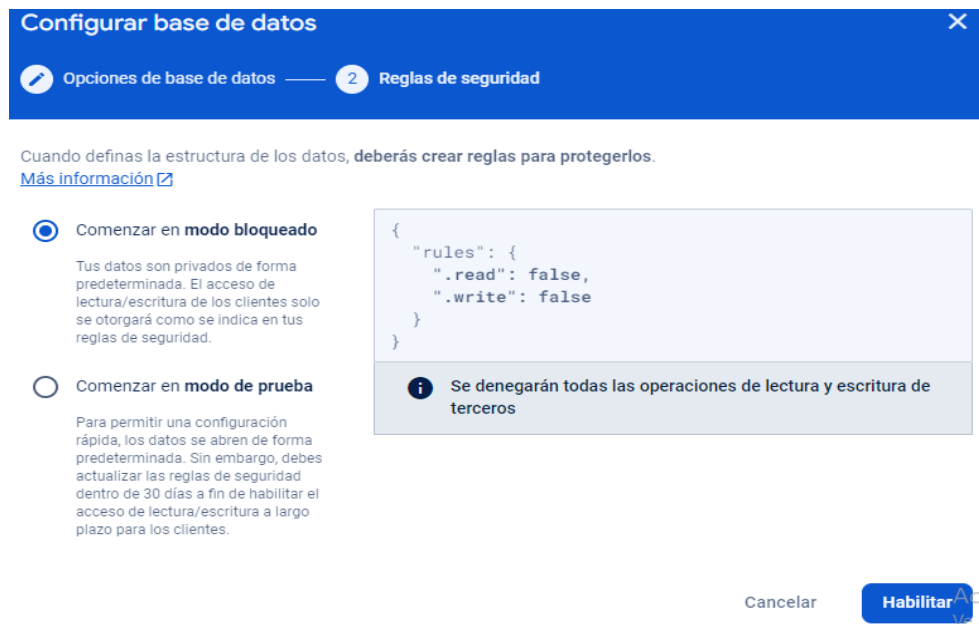 Configurar base de datos
Opciones de base de datos
2
Reglas de seguridad
Cuando definas la estructura de los datos, deberás crear reglas para protegerlos.
Más información
Comenzar en modo bloqueado
Tus datos son privados de forma
predeterminada. El acceso de
lectura/escritura de los clientes solo
se otorgará como se indica en tus
reglas de seguridad.
Comenzar en modo de prueba
Para permitir una configuración
rápida, los datos se abren de forma
predeterminada. Sin embargo, debes
actualizar las reglas de seguridad
dentro de 30 días a fin de habilitar el
acceso de lectura/escritura a largo
plazo para los clientes.
{
"rules": {
".read": false,
".write": false
}
}
Se denegarán todas las operaciones de lectura y escritura de
terceros
Cancelar
Habilitar